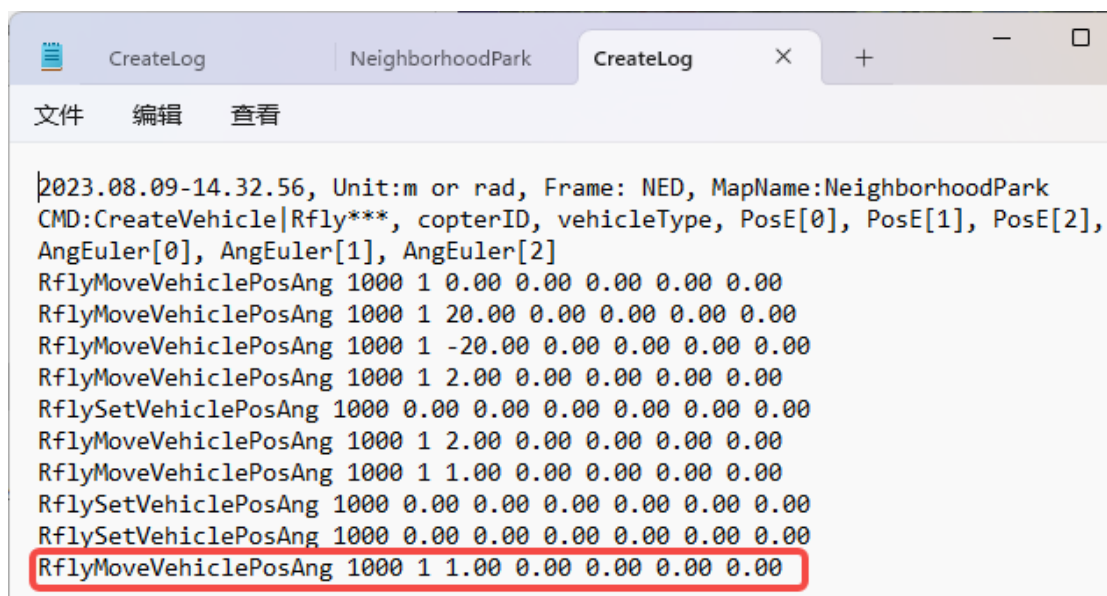 CreateLog NeighborhoodPark CreateLog
文件 编辑 查看
2023.08.09-14.32.56, Unit:m or rad, Frame: NED, MapName:NeighborhoodPark
CMD:CreateVehicle|Rfly***, copterID, vehicleType, PosE[0], PosE[1], PosE[2],
AngEuler[0], AngEuler[1], AngEuler[2]
RflyMoveVehiclePosAng 1000 1 0.00 0.00 0.00 0.00 0.00
RflyMoveVehiclePosAng 1000 1 20.00 0.00 0.00 0.00 0.00
RflyMoveVehiclePosAng 1000 1 -20.00 0.00 0.00 0.00 0.00
RflyMoveVehiclePosAng 1000 1 2.00 0.00 0.00 0.00 0.00
RflySetVehiclePosAng 1000 0.00 0.00 0.00 0.00 0.00 0.00
RflyMoveVehiclePosAng 1000 1 2.00 0.00 0.00 0.00 0.00
RflyMoveVehiclePosAng 1000 1 1.00 0.00 0.00 0.00 0.00
RflySetVehiclePosAng 1000 0.00 0.00 0.00 0.00 0.00 0.00
RflySetVehiclePosAng 1000 0.00 0.00 0.00 0.00 0.00 0.00
RflyMoveVehiclePosAng 1000 1 1.00 0.00 0.00 0.00 0.00